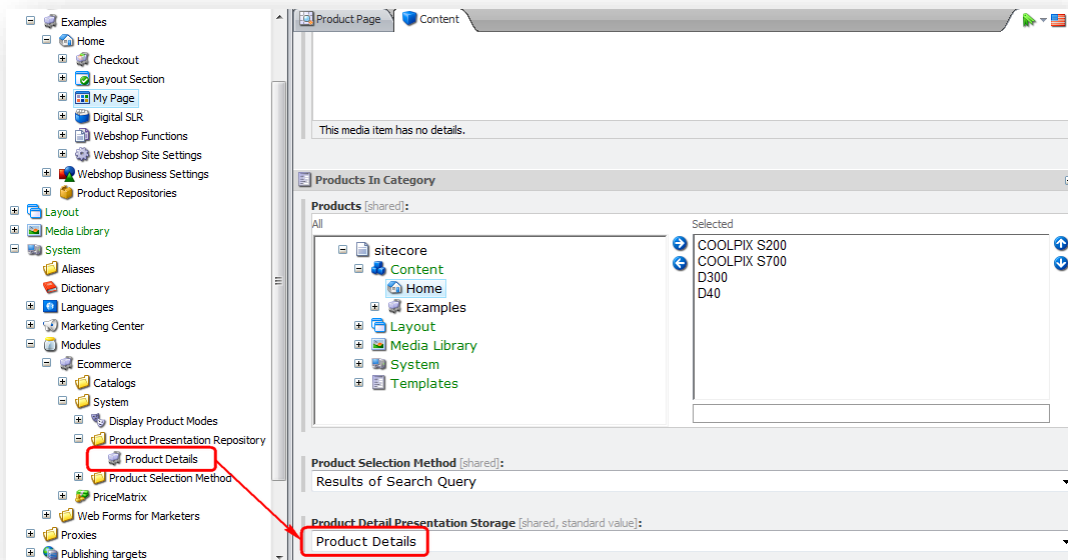 Examples
Home
Checkout
Layout Section
My Page
Digital SLR
Webshop Functions
Webshop Site Settings
Webshop Business Settings
Product Repositories
Layout
Media Library
System
Aliases
Dictionary
Languages
Marketing Center
Modules
Ecommerce
Catalogs
System
Display Product Modes
Product Presentation Repository
Product Details
Product Selection Method
PriceMatrix
Web Forms for Marketers
Proxies
Publishing targets
Product Page
Content
This media item has no details.
Products In Category
Products [shared]:
All
sitecore
Content
Home
Examples
Layout
Media Library
System
Templates
Selected
COOLPIX S200
COOLPIX S700
D300
D40
Product Selection Method [shared]:
Results of Search Query
Product Detail Presentation Storage [shared, standard value]:
Product Details